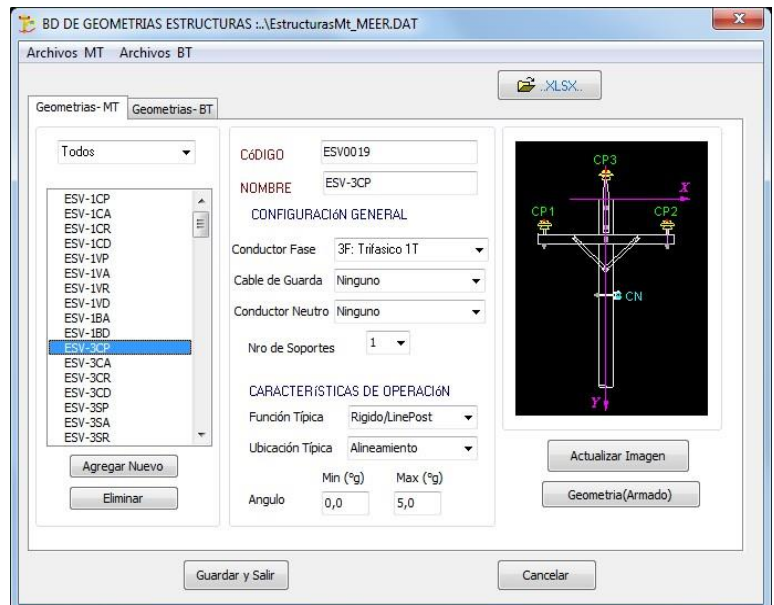 BD DE GEOMETRIAS ESTRUCTURAS :..\EstructurasMt_MEER.DAT
x
Archivos MT Archivos BT
..XLSX..
Geometrias- MT Geometrias- BT
Todos
ESV-1CP
ESV-1CA
ESV-1CR
ESV-1CD
ESV-1VP
ESV-1VA
ESV-1VR
ESV-1VD
ESV-1BA
ESV-1BD
ESV-3CP
ESV-3CA
ESV-3CR
ESV-3CD
ESV-3SP
ESV-3SA
ESV-3SR
Agregar Nuevo
Eliminar
CóDIGO ESV0019
NOMBRE ESV-3CP
CONFIGURACIóN GENERAL
Conductor Fase 3F: Trifasico 1T
Cable de Guarda Ninguno
Conductor Neutro Ninguno
Nro de Soportes 1
CARACTERíSTICAS DE OPERACIóN
Función Típica Rigido/LinePost
Ubicación Típica Alineamiento
Min (ºg) Max (ºg)
Angulo 0,0 5,0
CP3
X
CP1 CP2
CN
Y
Actualizar Imagen
Geometria(Armado)
Guardar y Salir Cancelar